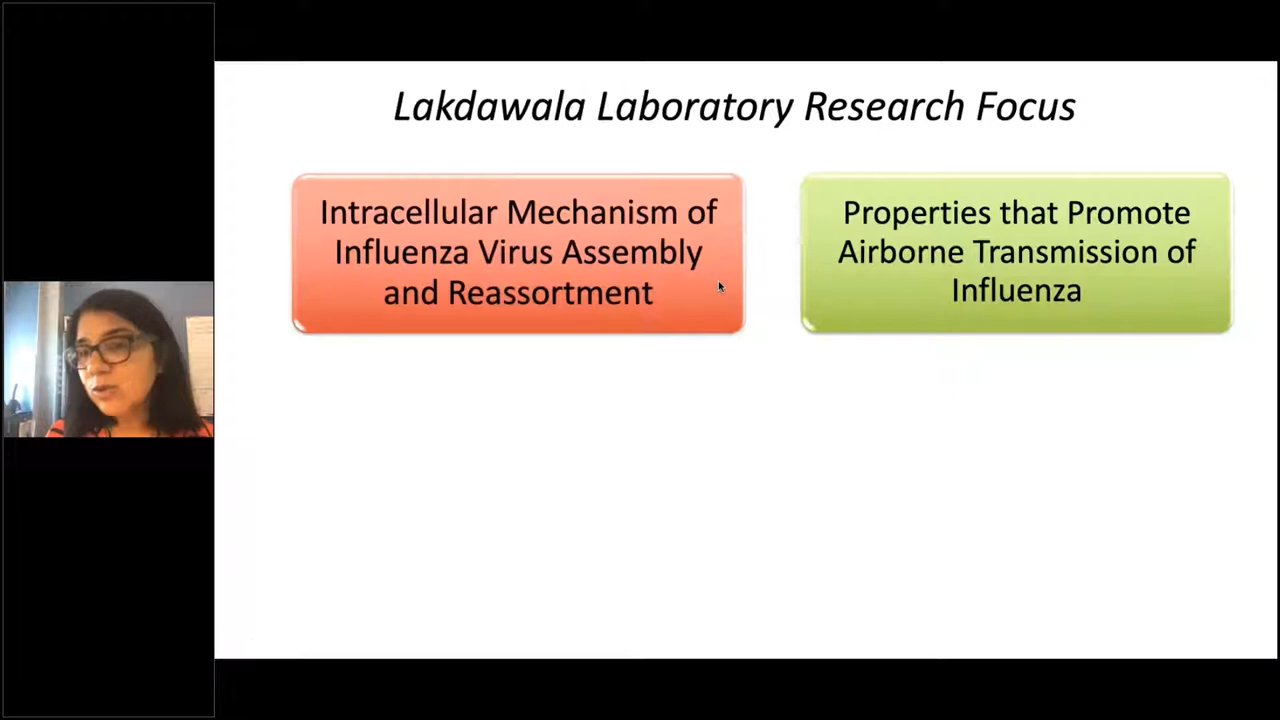 Lakdawala Laboratory Research Focus
Intracellular Mechanism of
Influenza Virus Assembly
and Reassortment
Properties that Promote
Airborne Transmission of
Influenza